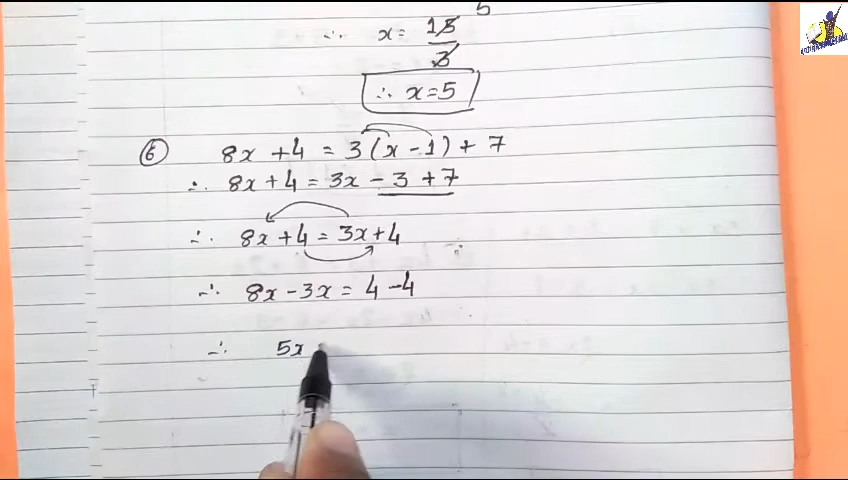 5
∴ x = 15/3
∴ x = 5
6 8x + 4 = 3(x - 1) + 7
∴ 8x + 4 = 3x - 3 + 7
∴ 8x + 4 = 3x + 4
∴ 8x - 3x = 4 - 4
∴ 5x